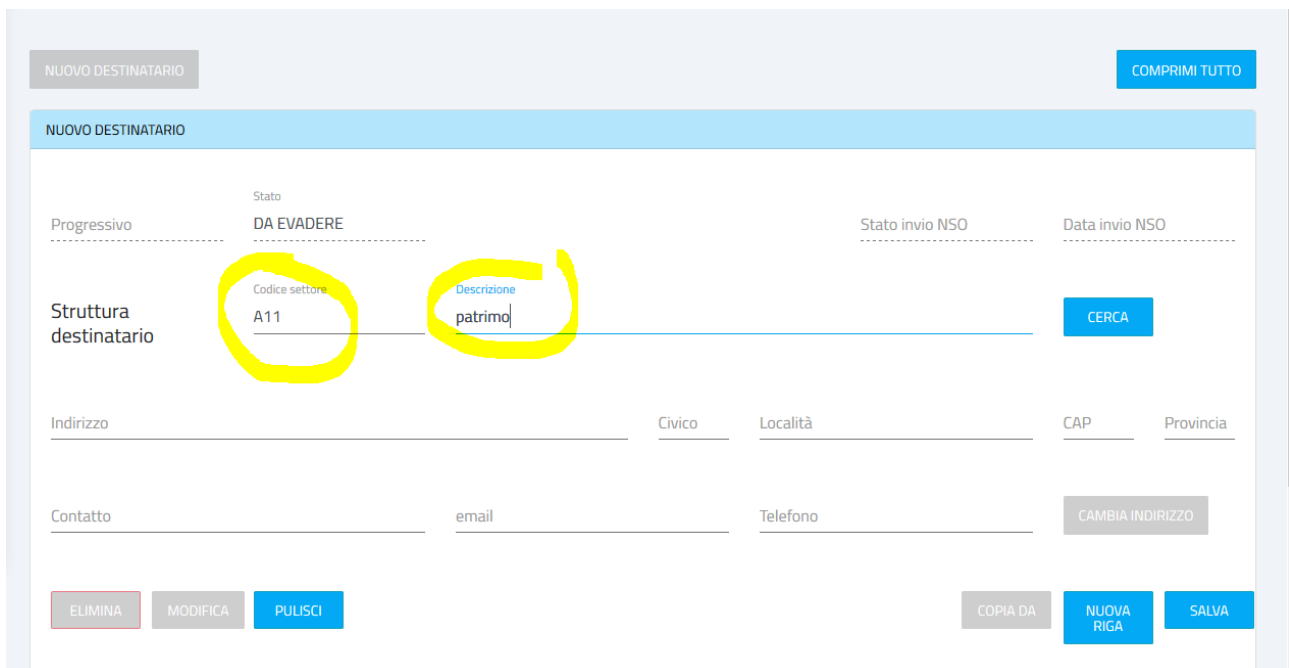 NUOVO DESTINATARIO
COMPRIMI TUTTO
NUOVO DESTINATARIO
Stato
Progressivo
DA EVADERE
Stato invio NSO
Data invio NSO
Codice settore
Descrizione
Struttura
destinatario
A11
patrimo
CERCA
Indirizzo
Civico
Località
CAP
Provincia
Contatto
email
Telefono
CAMBIA INDIRIZZO
ELIMINA
MODIFICA
PULISCI
COPIA DA
NUOVA
RIGA
SALVA